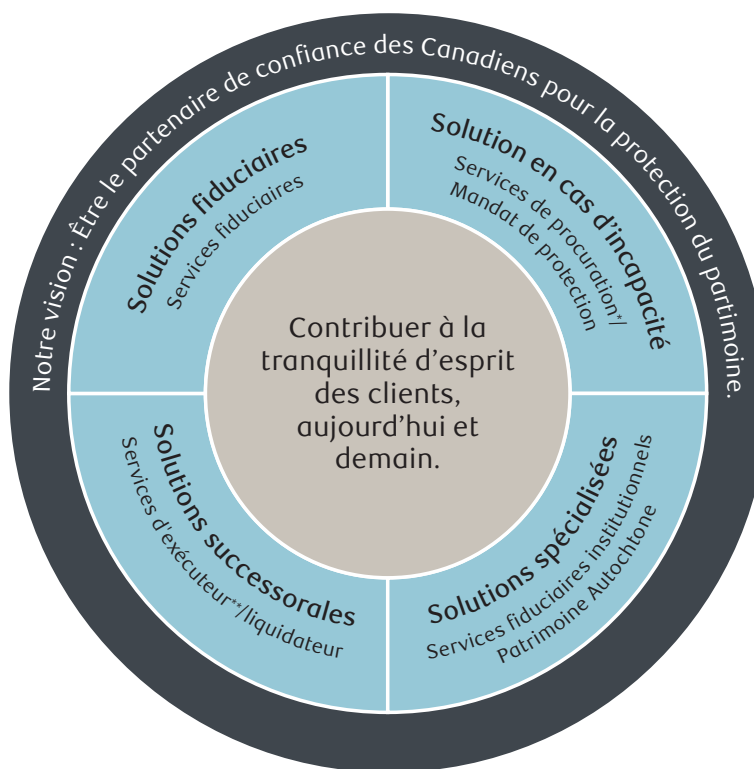 Notre vision : Être le partenaire de confiance des Canadiens pour la protection du partimoine.
Solutions fiduciaires
Services fiduciaires
Solution en cas d'incapacité
Services de procuration*/
Mandat de protection
Contribuer à la
tranquillité d'esprit
des clients,
aujourd'hui et
demain.
Solutions successorales
Services d'exécuteur**/liquidateur
Solutions spécialisées
Services fiduciaires institutionnels
Patrimoine Autochtone